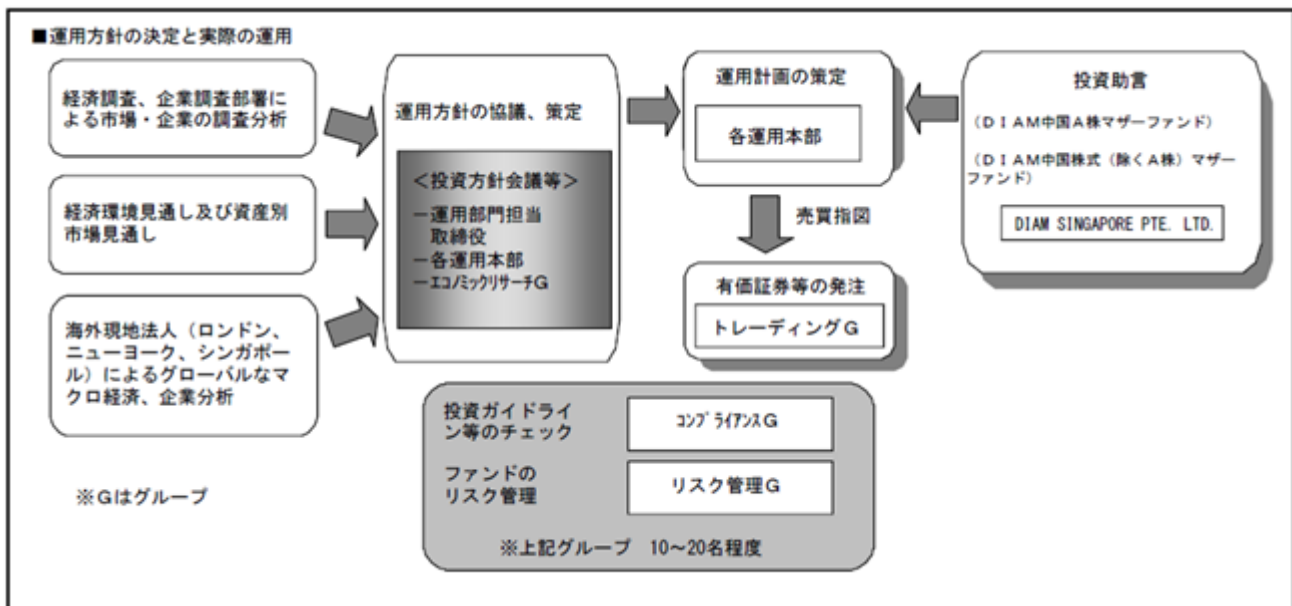 ■運用方針の決定と実際の運用
経済調査、企業調査部署に
よる市場・企業の調査分析
経済環境見通し及び資産別
市場見通し
海外現地法人（ロンドン、
ニューヨーク、シンガポー
ル）によるグローバルなマ
クロ経済、企業分析
※Gはグループ
運用方針の協議、策定
＜投資方針会議等＞
－運用部門担当
取締役
－各運用本部
－ｴｺﾉﾐｯｸﾘｻｰﾁG
運用計画の策定
各運用本部
売買指図
有価証券等の発注
トレーディングG
投資助言
（ＤＩＡＭ中国Ａ株マザーファンド）
（ＤＩＡＭ中国株式（除くＡ株）マザー
ファンド）
DIAM SINGAPORE PTE. LTD.
投資ガイドライ
ン等のチェック
ｺﾝﾌﾟﾗｲｱﾝｽG
ファンドの
リスク管理
リスク管理G
※上記グループ　10～20名程度